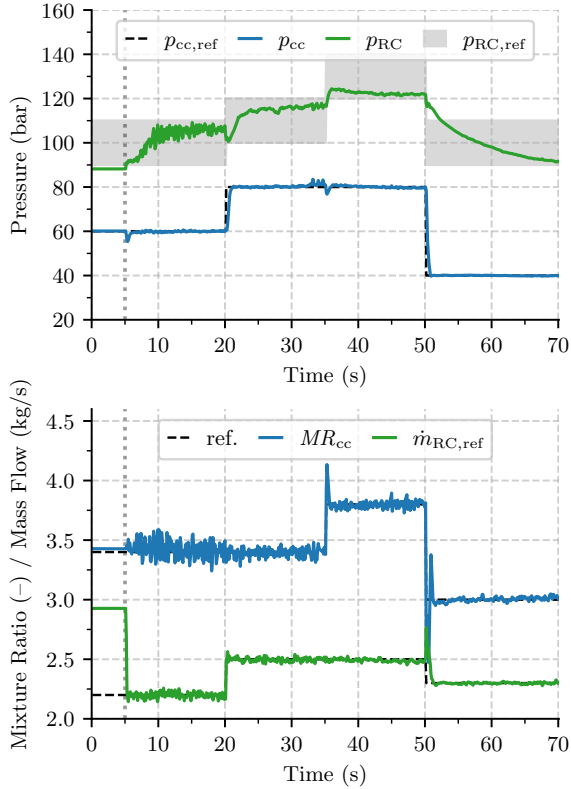 160
140
120
100
80
60
40
20
Pressure (bar)
p_cc,ref p_cc p_RC p_RC,ref
0 10 20 30 40 50 60 70
Time (s)
4.5
4.0
3.5
3.0
2.5
2.0
Mixture Ratio (−) / Mass Flow (kg/s)
ref. MR_cc ṁ_RC,ref
0 10 20 30 40 50 60 70
Time (s)